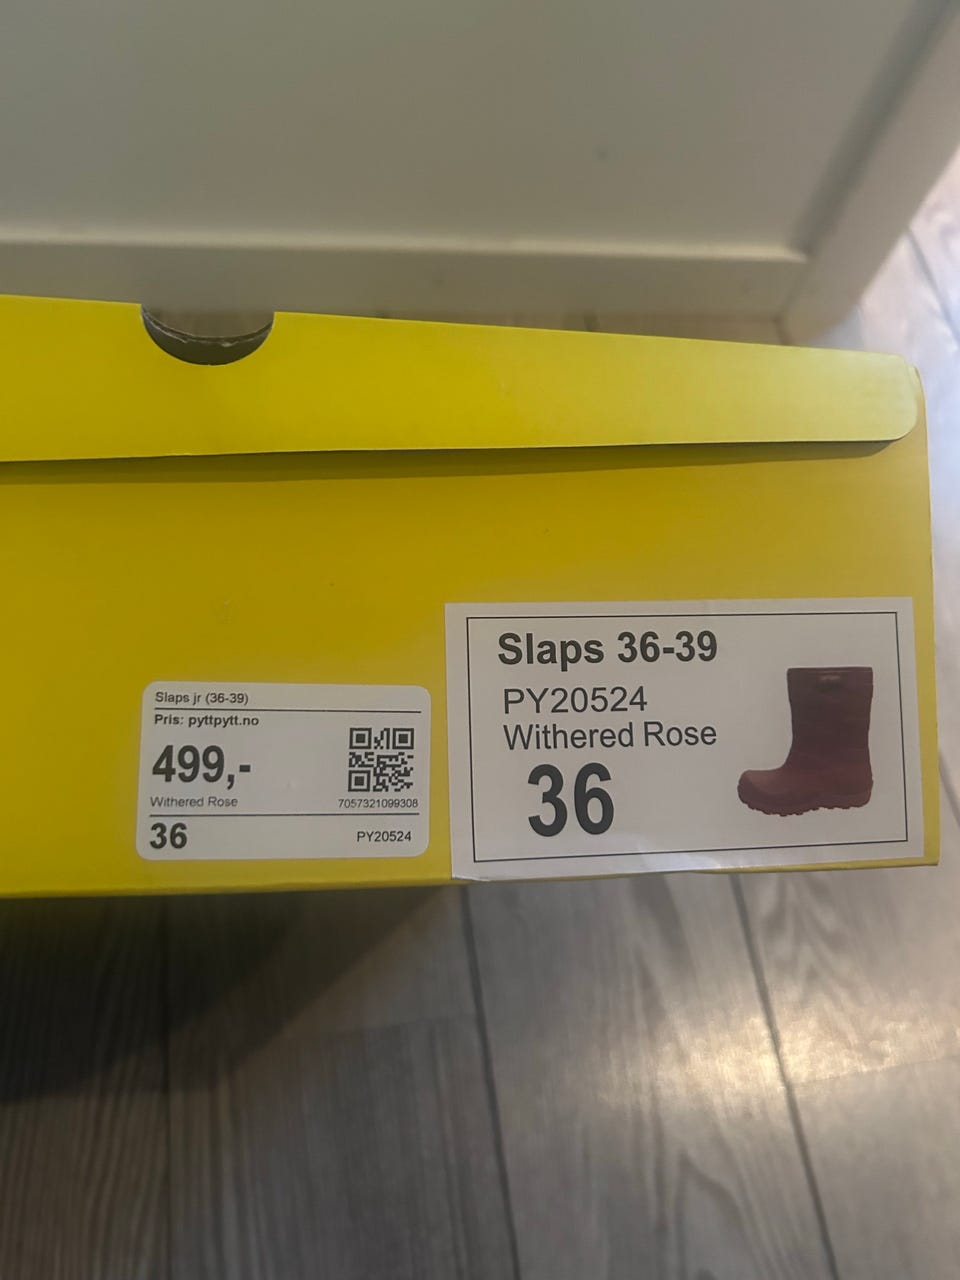 Slaps jr (36-39)
Pris: pyttpytt.no
499,-
Withered Rose
7057321099308
36
PY20524
Slaps 36-39
PY20524
Withered Rose
36